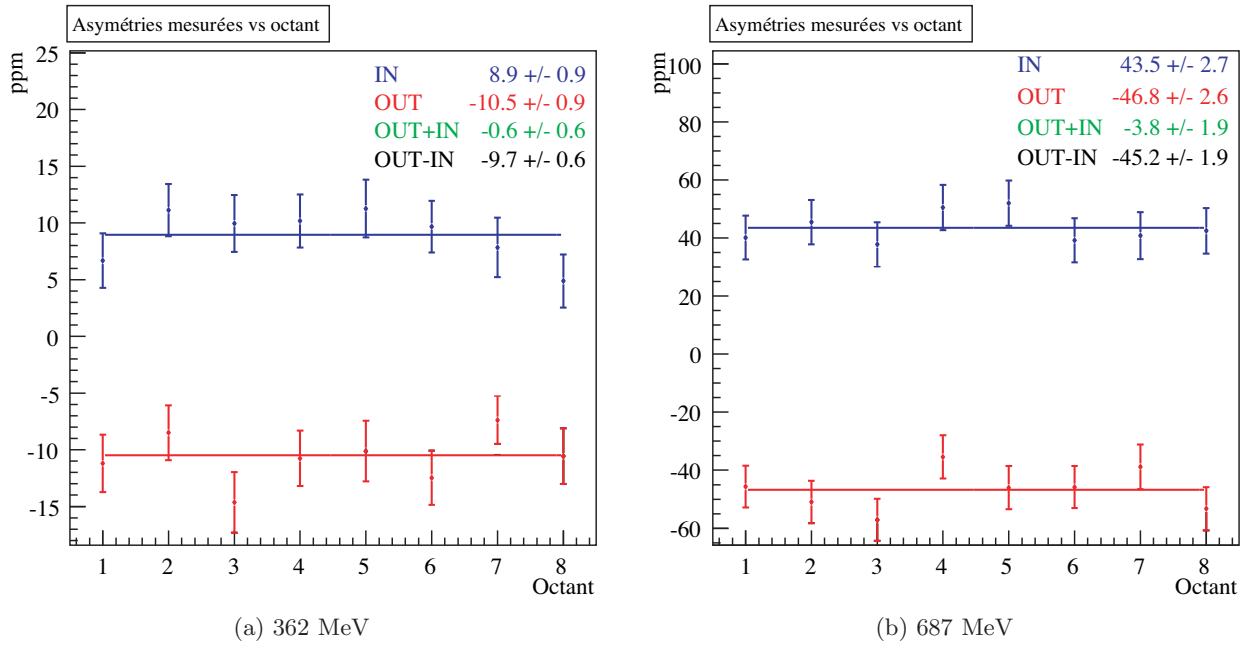 Asymétries mesurées vs octant
ppm
25
20
15
10
5
0
-5
-10
-15
IN 8.9 +/- 0.9
OUT -10.5 +/- 0.9
OUT+IN -0.6 +/- 0.6
OUT-IN -9.7 +/- 0.6
1 2 3 4 5 6 7 8
Octant
(a) 362 MeV
Asymétries mesurées vs octant
ppm
100
80
60
40
20
0
-20
-40
-60
IN 43.5 +/- 2.7
OUT -46.8 +/- 2.6
OUT+IN -3.8 +/- 1.9
OUT-IN -45.2 +/- 1.9
1 2 3 4 5 6 7 8
Octant
(b) 687 MeV